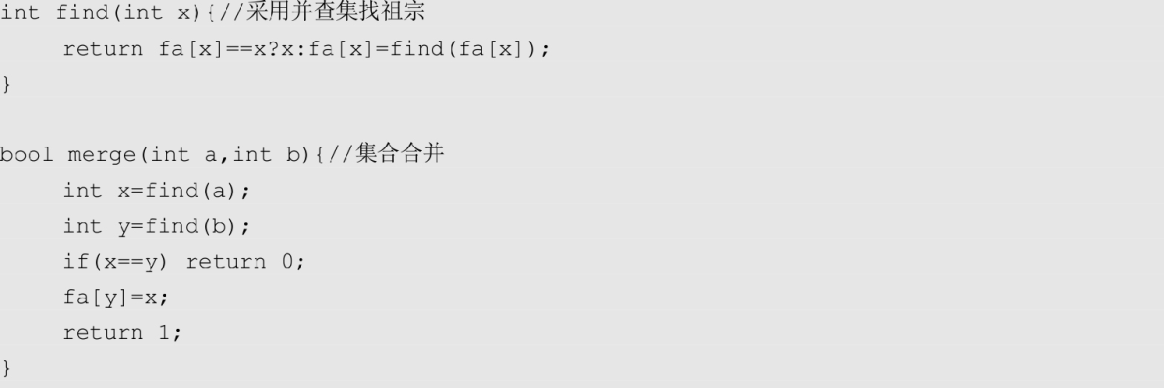 int find(int x){//采用并查集找祖宗
return fa[x]==x?x:fa[x]=find(fa[x]);
}
bool merge(int a,int b){//集合合并
int x=find(a);
int y=find(b);
if(x==y) return 0;
fa[y]=x;
return 1;
}